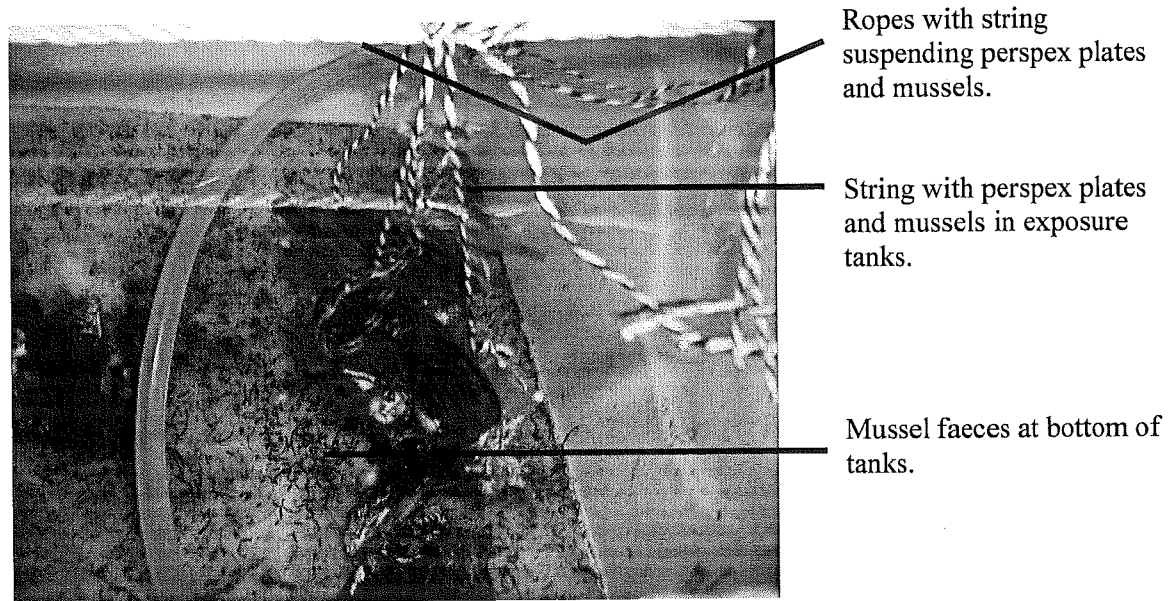 Ropes with string
suspending perspex plates
and mussels.
String with perspex plates
and mussels in exposure
tanks.
Mussel faeces at bottom of
tanks.